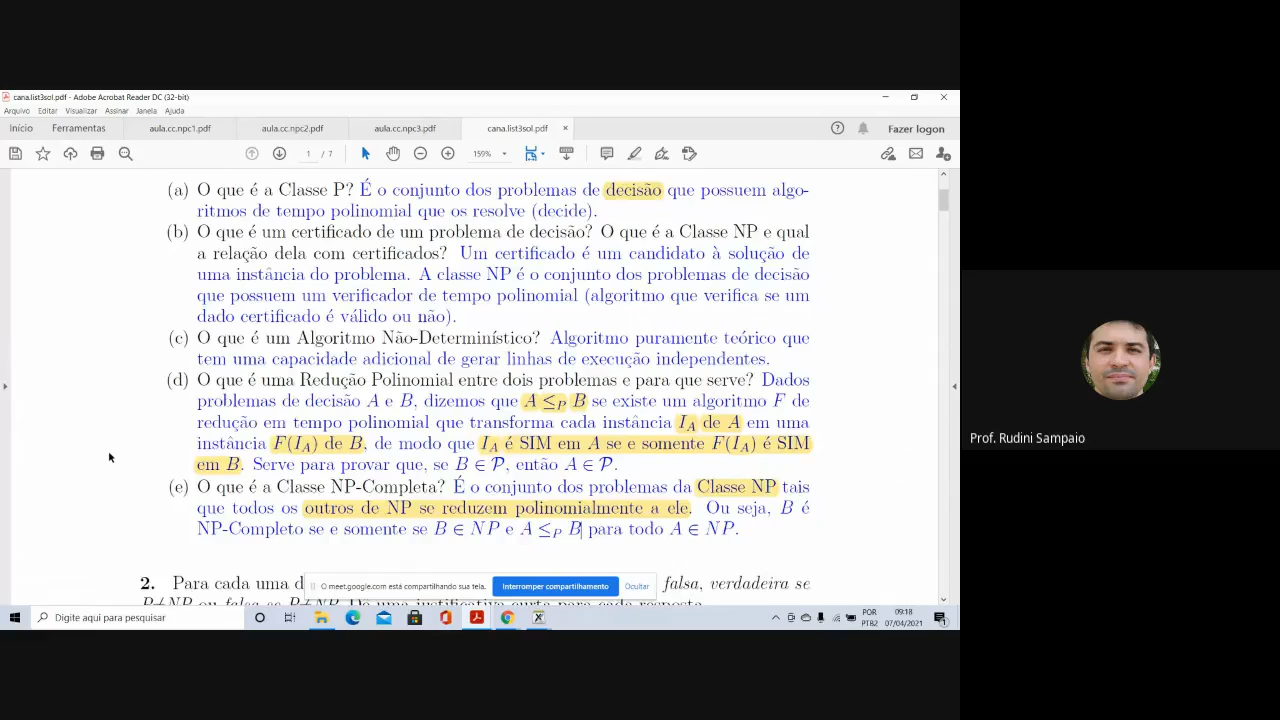 cana.list3sol.pdf - Adobe Acrobat Reader DC (32-bit)
Arquivo Editar Visualizar Assinar Janela Ajuda
Início Ferramentas aula.cc.npc1.pdf aula.cc.npc2.pdf aula.cc.npc3.pdf cana.list3sol.pdf × Fazer logon
1 / 7 159%
(a) O que é a Classe P? É o conjunto dos problemas de decisão que possuem algo-
ritmos de tempo polinomial que os resolve (decide).
(b) O que é um certificado de um problema de decisão? O que é a Classe NP e qual
a relação dela com certificados? Um certificado é um candidato à solução de
uma instância do problema. A classe NP é o conjunto dos problemas de decisão
que possuem um verificador de tempo polinomial (algoritmo que verifica se um
dado certificado é válido ou não).
(c) O que é um Algoritmo Não-Determinístico? Algoritmo puramente teórico que
tem uma capacidade adicional de gerar linhas de execução independentes.
(d) O que é uma Redução Polinomial entre dois problemas e para que serve? Dados
problemas de decisão A e B, dizemos que A ≤P B se existe um algoritmo F de
redução em tempo polinomial que transforma cada instância I_A de A em uma
instância F(I_A) de B, de modo que I_A é SIM em A se e somente F(I_A) é SIM
em B. Serve para provar que, se B ∈ P, então A ∈ P.
(e) O que é a Classe NP-Completa? É o conjunto dos problemas da Classe NP tais
que todos os outros de NP se reduzem polinomialmente a ele. Ou seja, B é
NP-Completo se e somente se B ∈ NP e A ≤P B para todo A ∈ NP.
2. Para cada uma d falsa, verdadeira se
O meet.google.com está compartilhando sua tela. Interromper compartilhamento Ocultar
Digite aqui para pesquisar
POR
PTB2
09:18
07/04/2021
Prof. Rudini Sampaio